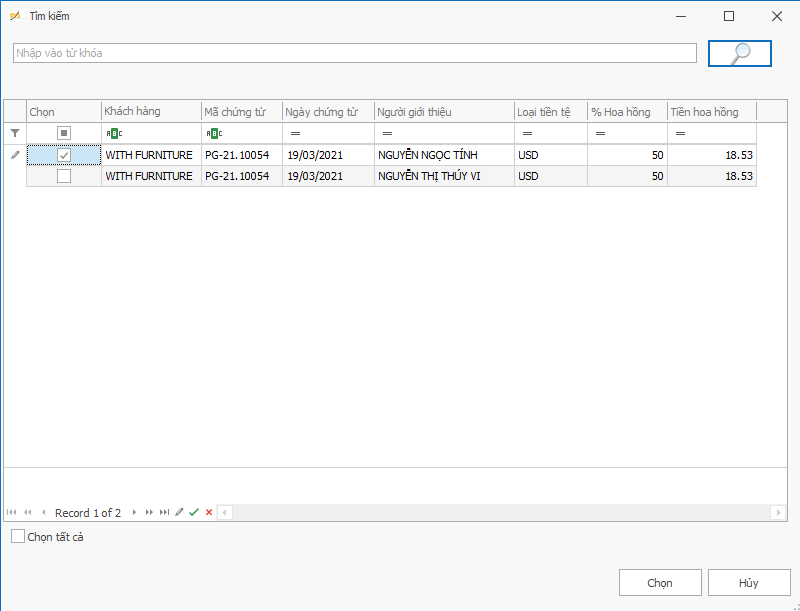 Tìm kiếm
Nhập vào từ khóa
Chọn Khách hàng Mã chứng từ Ngày chứng từ Người giới thiệu Loại tiền tệ % Hoa hồng Tiền hoa hồng
ABC ABC = = = = =
WITH FURNITURE PG-21.10054 19/03/2021 NGUYỄN NGỌC TÍNH USD 50 18.53
WITH FURNITURE PG-21.10054 19/03/2021 NGUYỄN THỊ THÚY VI USD 50 18.53
Record 1 of 2
Chọn tất cả
Chọn Hủy